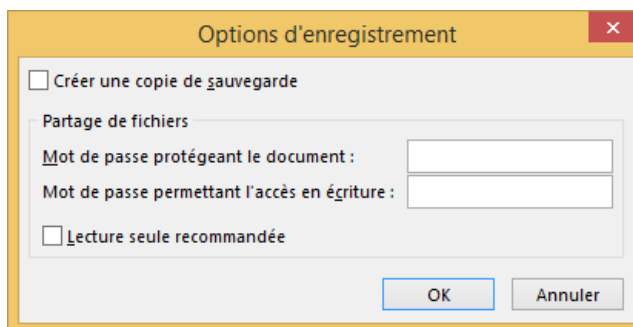 Options d'enregistrement
Créer une copie de sauvegarde
Partage de fichiers
Mot de passe protégeant le document :
Mot de passe permettant l'accès en écriture :
Lecture seule recommandée
OK Annuler